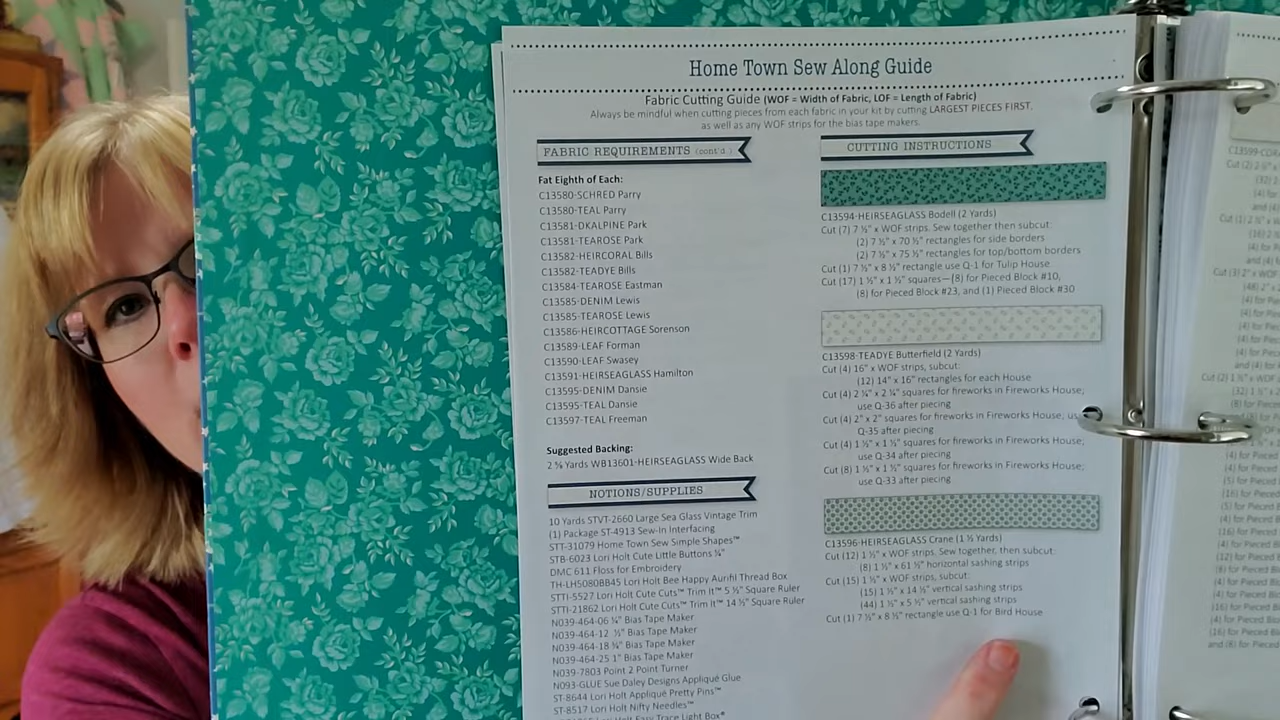 Home Town Sew Along Guide
Fabric Cutting Guide (WOF = Width of Fabric, LOF = Length of Fabric)
Always be mindful when cutting pieces from each fabric in your kit by cutting LARGEST PIECES FIRST,
as well as any WOF strips for the bias tape makers.
FABRIC REQUIREMENTS (cont'd.)
Fat Eighth of Each:
C13580-SCHRED Parry
C13580-TEAL Parry
C13581-DKALPINE Park
C13581-TEAROSE Park
C13582-HEIRCORAL Bills
C13582-TEADYE Bills
C13584-TEAROSE Eastman
C13585-DENIM Lewis
C13585-TEAROSE Lewis
C13586-HEIRCOTTAGE Sorenson
C13589-LEAF Forman
C13590-LEAF Swasey
C13591-HEIRSEAGLASS Hamilton
C13595-DENIM Dansie
C13595-TEAL Dansie
C13597-TEAL Freeman
Suggested Backing:
2 ⅝ Yards WB13601-HEIRSEAGLASS Wide Back
NOTIONS/SUPPLIES
10 Yards STVT-2660 Large Sea Glass Vintage Trim
(1) Package ST-4913 Sew-In Interfacing
STT-31079 Home Town Sew Simple Shapes™
STB-6023 Lori Holt Cute Little Buttons ¾"
DMC 611 Floss for Embroidery
TH-LH5080BB45 Lori Holt Bee Happy Aurifil Thread Box
STTI-5527 Lori Holt Cute Cuts™ Trim It™ 5 ½" Square Ruler
STTI-21862 Lori Holt Cute Cuts™ Trim It™ 14 ½" Square Ruler
N039-464-06 ¼" Bias Tape Maker
N039-464-12 ½" Bias Tape Maker
N039-464-18 ¾" Bias Tape Maker
N039-464-25 1" Bias Tape Maker
N039-7803 Point 2 Point Turner
N093-GLUE Sue Daley Designs Appliqué Glue
ST-8644 Lori Holt Appliqué Pretty Pins™
ST-8517 Lori Holt Nifty Needles™
Lori Holt Easy Trace Light Box®
CUTTING INSTRUCTIONS
C13594-HEIRSEAGLASS Bodell (2 Yards)
Cut (7) 7 ½" x WOF strips. Sew together then subcut:
(2) 7 ½" x 70 ½" rectangles for side borders
(2) 7 ½" x 75 ½" rectangles for top/bottom borders
Cut (1) 7 ½" x 8 ½" rectangle use Q-1 for Tulip House
Cut (17) 1 ½" x 1 ½" squares—(8) for Pieced Block #10,
(8) for Pieced Block #23, and (1) Pieced Block #30
C13598-TEADYE Butterfield (2 Yards)
Cut (4) 16" x WOF strips, subcut:
(12) 14" x 16" rectangles for each House
Cut (4) 2 ¼" x 2 ¼" squares for fireworks in Fireworks House;
use Q-36 after piecing
Cut (4) 2" x 2" squares for fireworks in Fireworks House; us
Q-35 after piecing
Cut (4) 1 ½" x 1 ½" squares for fireworks in Fireworks House;
use Q-34 after piecing
Cut (8) 1 ½" x 1 ½" squares for fireworks in Fireworks House;
use Q-33 after piecing
C13596-HEIRSEAGLASS Crane (1 ¾ Yards)
Cut (12) 1 ½" x WOF strips. Sew together, then subcut:
(8) 1 ½" x 61 ½" horizontal sashing strips
Cut (15) 1 ½" x WOF strips, subcut:
(15) 1 ½" x 14 ½" vertical sashing strips
(44) 1 ½" x 5 ½" vertical sashing strips
Cut (1) 7 ½" x 8 ½" rectangle use Q-1 for Bird House